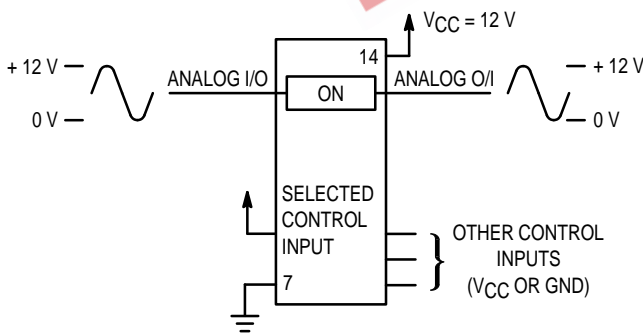 VCC = 12 V
14
+ 12 V
ANALOG I/O
ON
ANALOG O/I
+ 12 V
0 V
0 V
SELECTED
CONTROL
INPUT
7
OTHER CONTROL
INPUTS
(VCC OR GND)